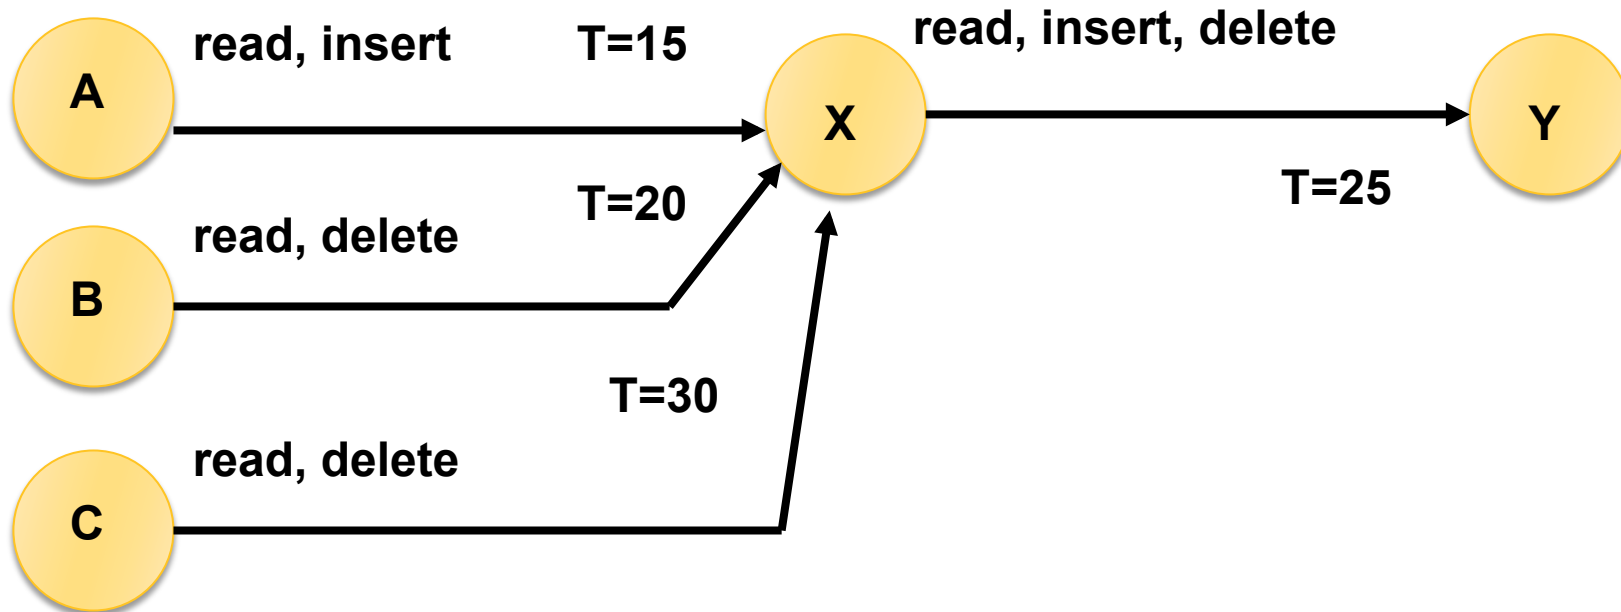 A
read, insert
T=15
X
read, insert, delete
Y
T=25
B
read, delete
T=20
C
read, delete
T=30